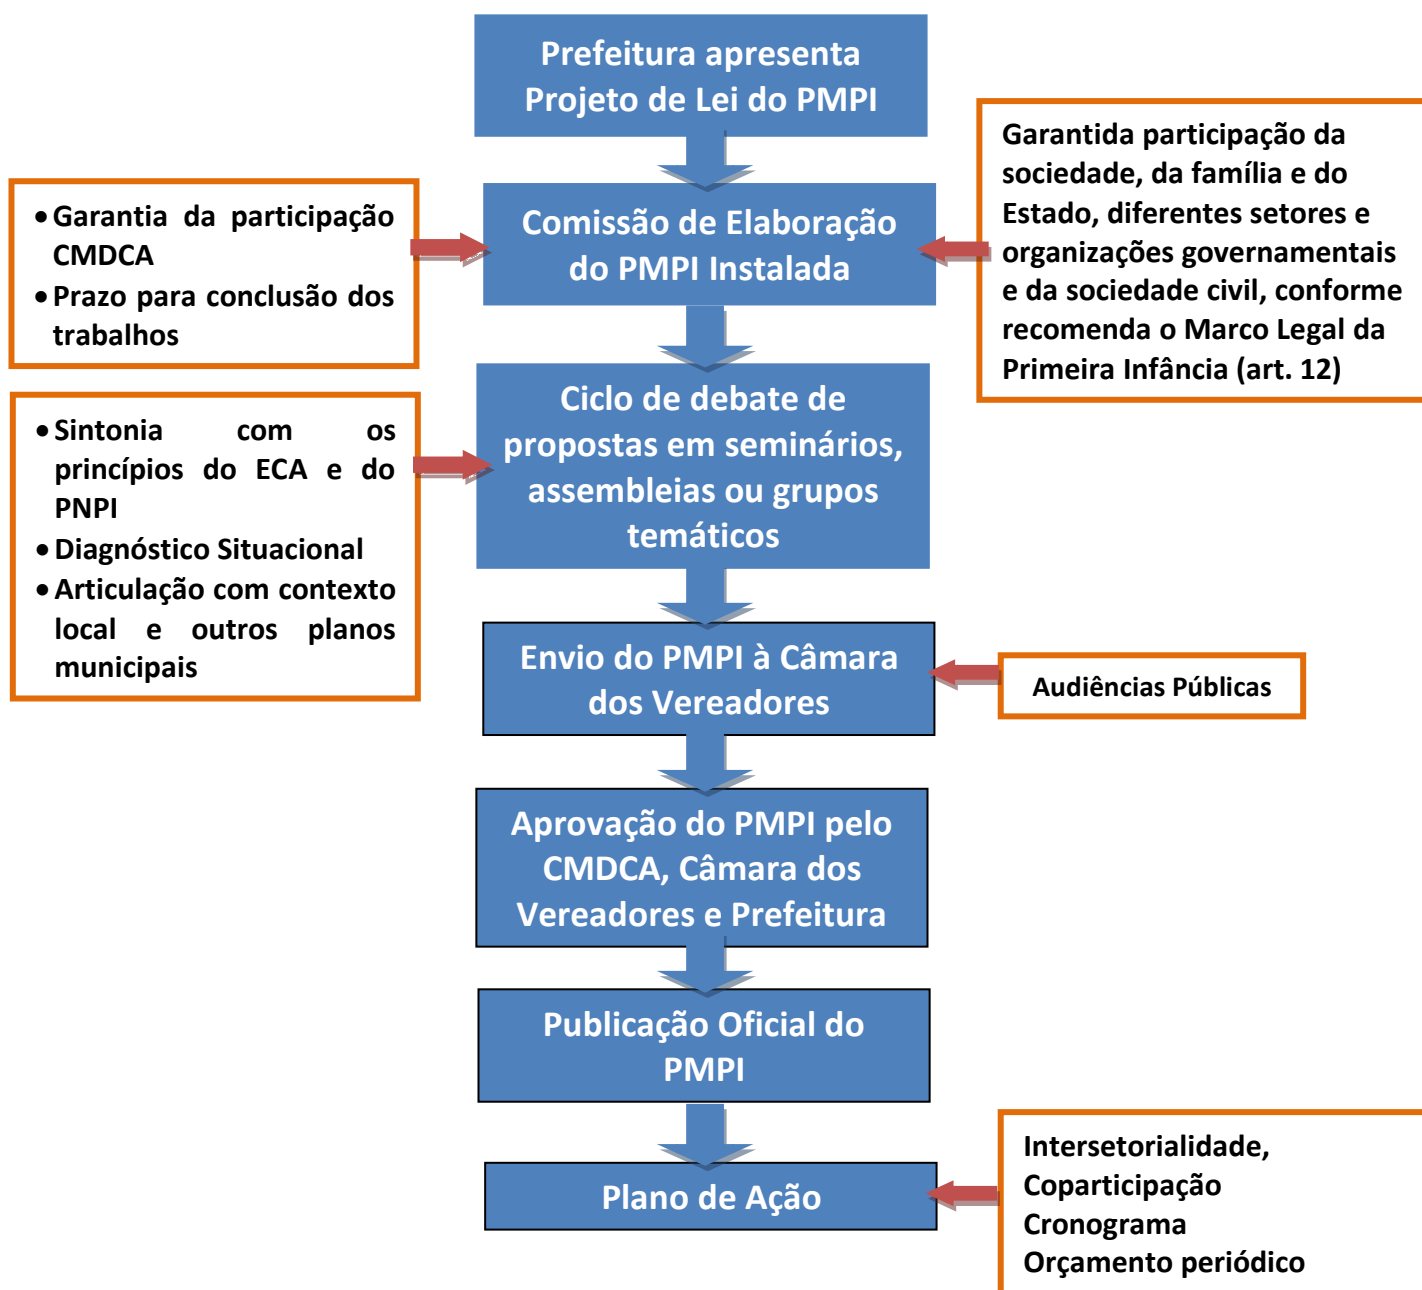 Prefeitura apresenta
Projeto de Lei do PMPI
Garantida participação da
sociedade, da família e do
Estado, diferentes setores e
organizações governamentais
e da sociedade civil, conforme
recomenda o Marco Legal da
Primeira Infância (art. 12)
• Garantia da participação
CMDCA
• Prazo para conclusão dos
trabalhos
Comissão de Elaboração
do PMPI Instalada
• Sintonia com os
princípios do ECA e do
PNPI
• Diagnóstico Situacional
• Articulação com contexto
local e outros planos
municipais
Ciclo de debate de
propostas em seminários,
assembleias ou grupos
temáticos
Envio do PMPI à Câmara
dos Vereadores
Audiências Públicas
Aprovação do PMPI pelo
CMDCA, Câmara dos
Vereadores e Prefeitura
Publicação Oficial do
PMPI
Plano de Ação
Intersetorialidade,
Coparticipação
Cronograma
Orçamento periódico